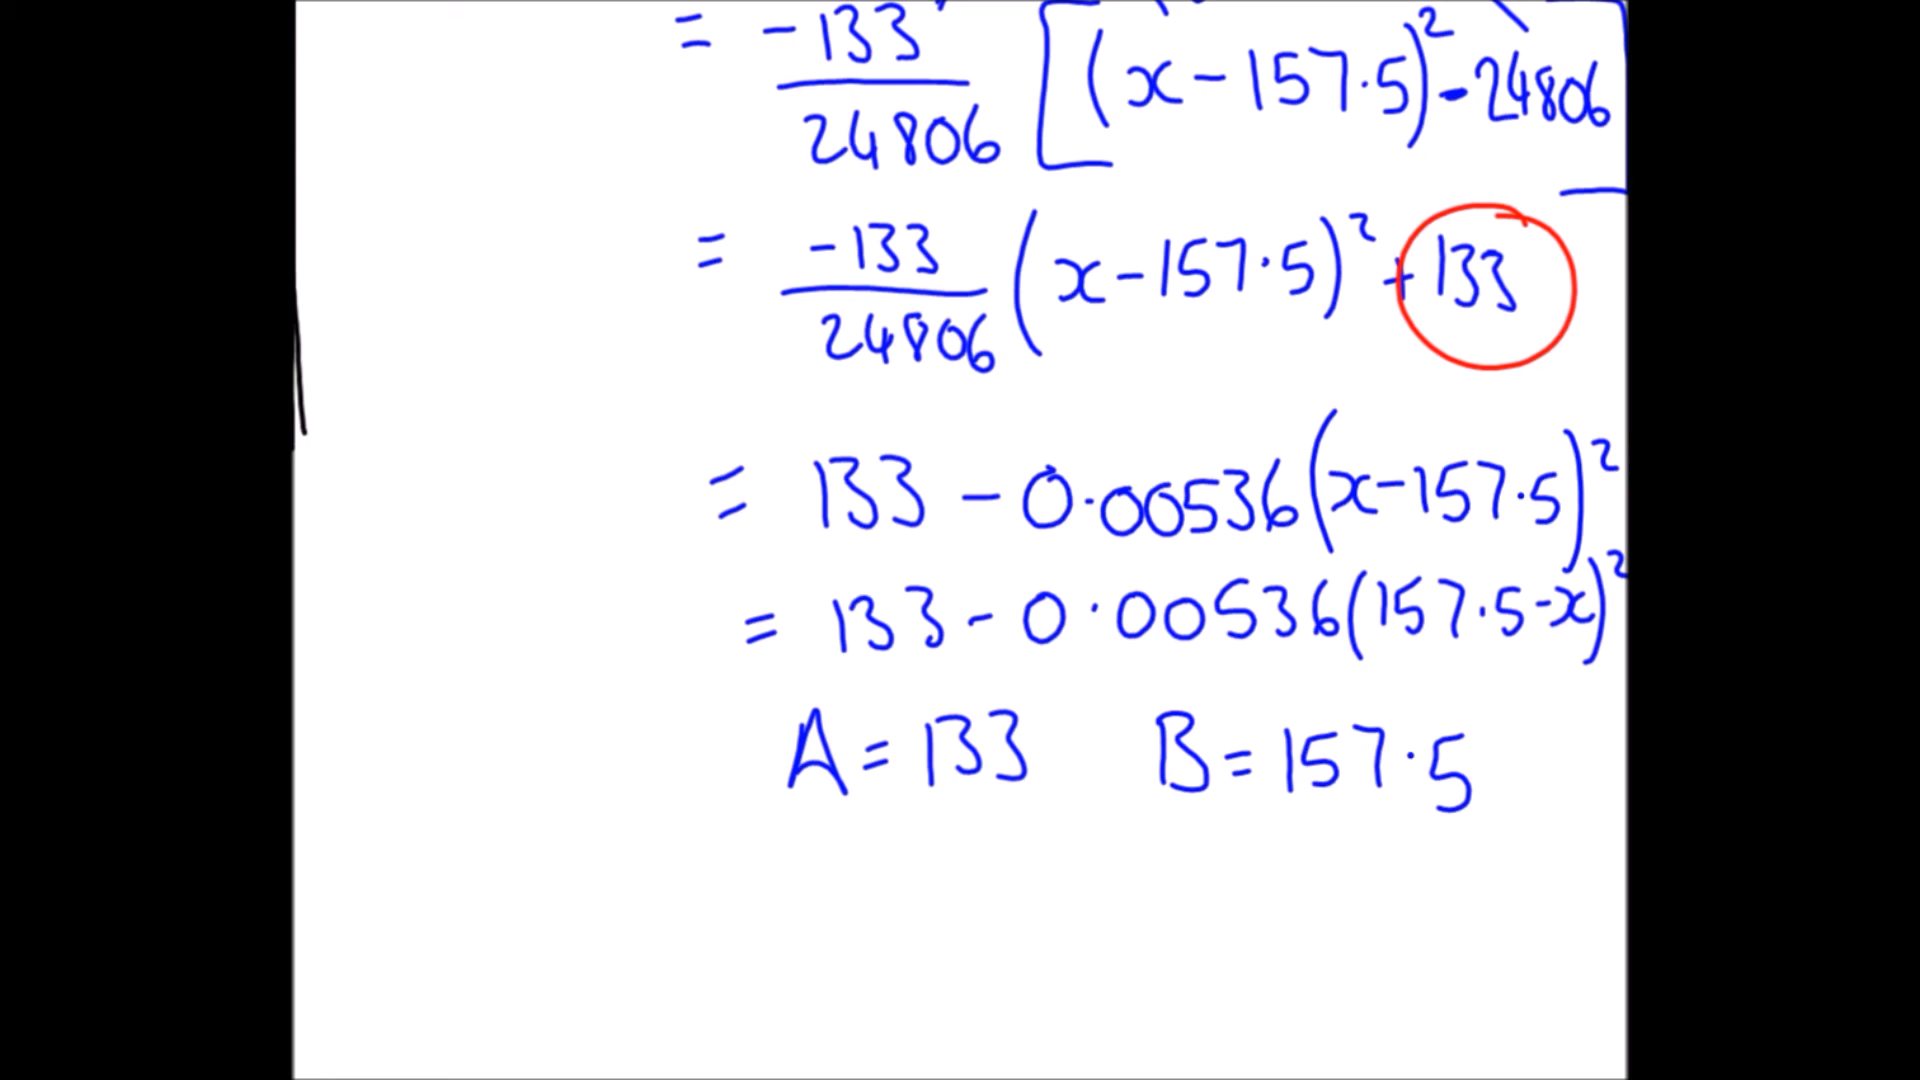 = -133/24806 [(x-157.5)² - 24806
= -133/24806 (x-157.5)² + 133
= 133 - 0.00536(x-157.5)²
= 133 - 0.00536(157.5-x)²
A = 133 B = 157.5